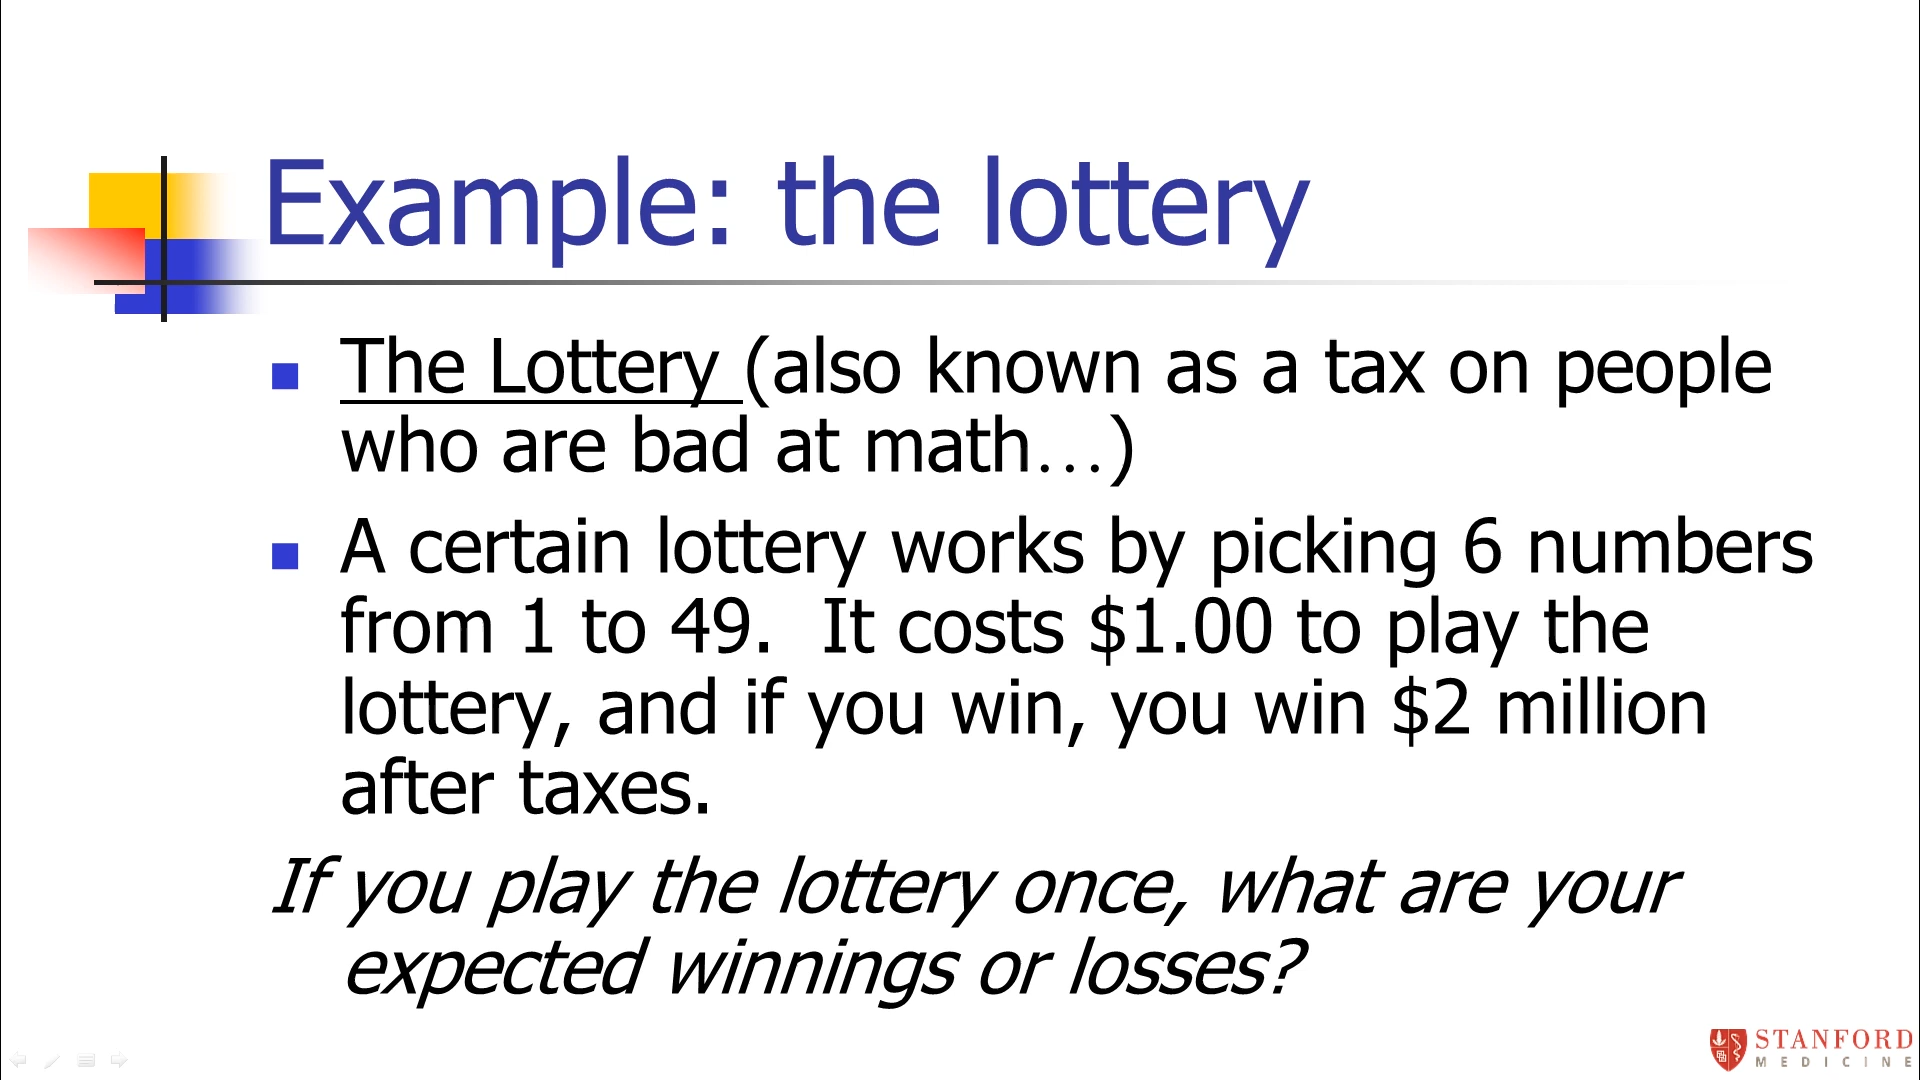 Example: the lottery
The Lottery (also known as a tax on people
who are bad at math…)
A certain lottery works by picking 6 numbers
from 1 to 49.  It costs $1.00 to play the
lottery, and if you win, you win $2 million
after taxes.
If you play the lottery once, what are your
expected winnings or losses?
STANFORD
MEDICINE